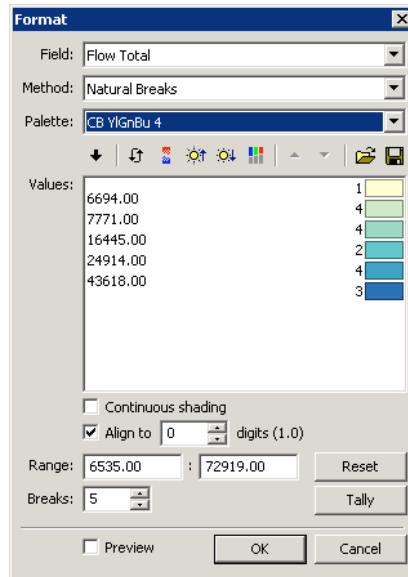 Format
Field: Flow Total
Method: Natural Breaks
Palette: CB YlGnBu 4
Values:
1
6694.00
4
7771.00
4
16445.00
2
24914.00
4
43618.00
3
Continuous shading
Align to 0 digits (1.0)
Range: 6535.00 : 72919.00 Reset
Breaks: 5 Tally
Preview OK Cancel